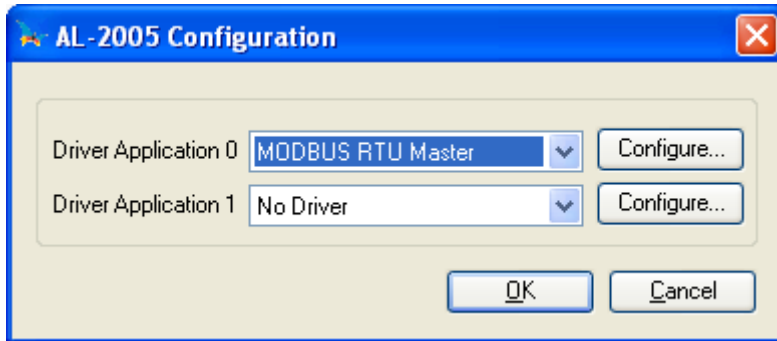 AL-2005 Configuration
Driver Application 0 MODBUS RTU Master Configure...
Driver Application 1 No Driver Configure...
OK Cancel